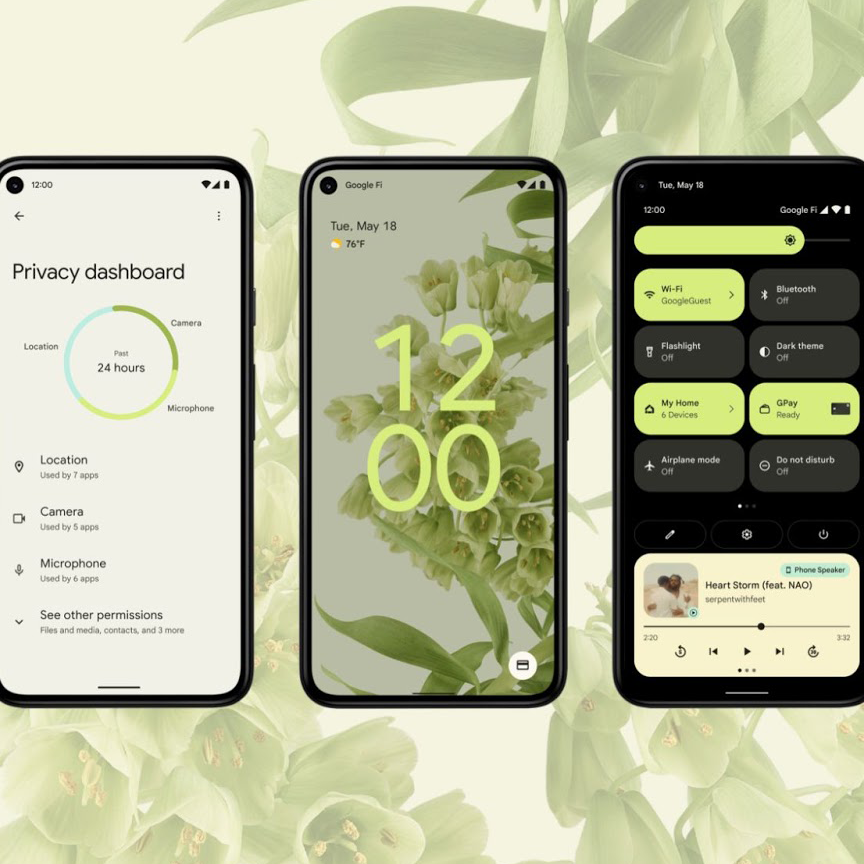 12:00
Privacy dashboard
Camera
Location
Past
24 hours
Microphone
Location
Used by 7 apps
Camera
Used by 5 apps
Microphone
Used by 6 apps
See other permissions
Files and media, contacts, and 3 more
Google Fi
Tue, May 18
76°F
12
00
Tue, May 18
12:00 Google Fi
Wi-Fi
GoogleGuest
Bluetooth
Off
Flashlight
Off
Dark theme
Off
My Home
6 Devices
GPay
Ready
Airplane mode
Off
Do not disturb
Off
Phone Speaker
Heart Storm (feat. NAO)
serpentwithfeet
2:20 3:32